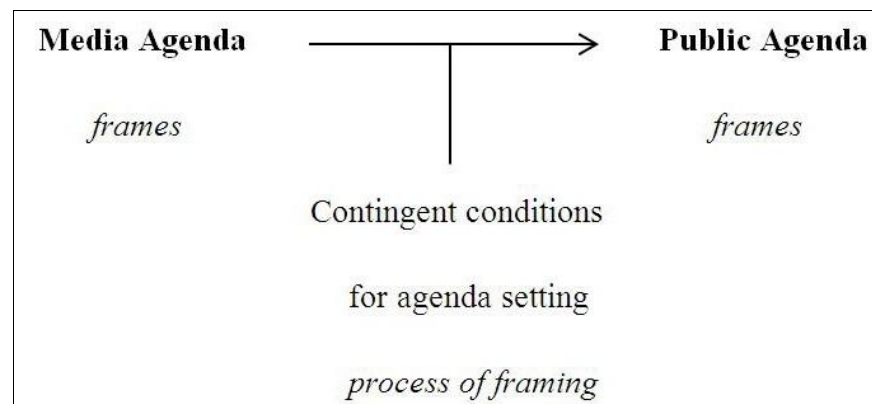 Media Agenda Public Agenda
frames frames
Contingent conditions
for agenda setting
process of framing